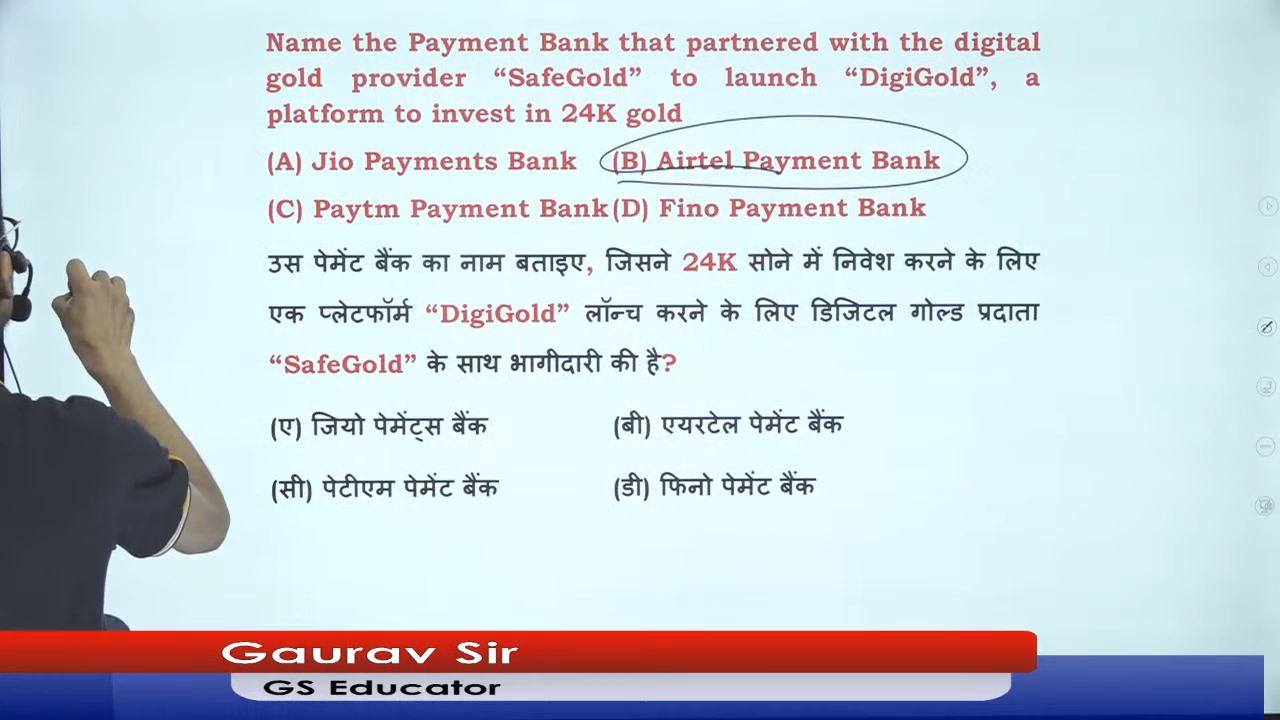 Name the Payment Bank that partnered with the digital
gold provider “SafeGold” to launch “DigiGold”, a
platform to invest in 24K gold
(A) Jio Payments Bank (B) Airtel Payment Bank
(C) Paytm Payment Bank(D) Fino Payment Bank
उस पेमेंट बैंक का नाम बताइए, जिसने 24K सोने में निवेश करने के लिए
एक प्लेटफॉर्म “DigiGold” लॉन्च करने के लिए डिजिटल गोल्ड प्रदाता
“SafeGold” के साथ भागीदारी की है?
(ए) जियो पेमेंट्स बैंक (बी) एयरटेल पेमेंट बैंक
(सी) पेटीएम पेमेंट बैंक (डी) फिनो पेमेंट बैंक
Gaurav Sir
GS Educator